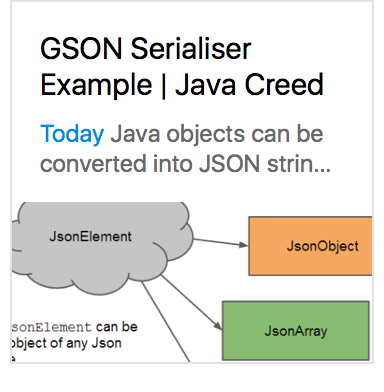 GSON Serialiser
Example | Java Creed
Today Java objects can be
converted into JSON strin...
JsonElement
JsonObject
JsonArray
sonElement can be
object of any Json